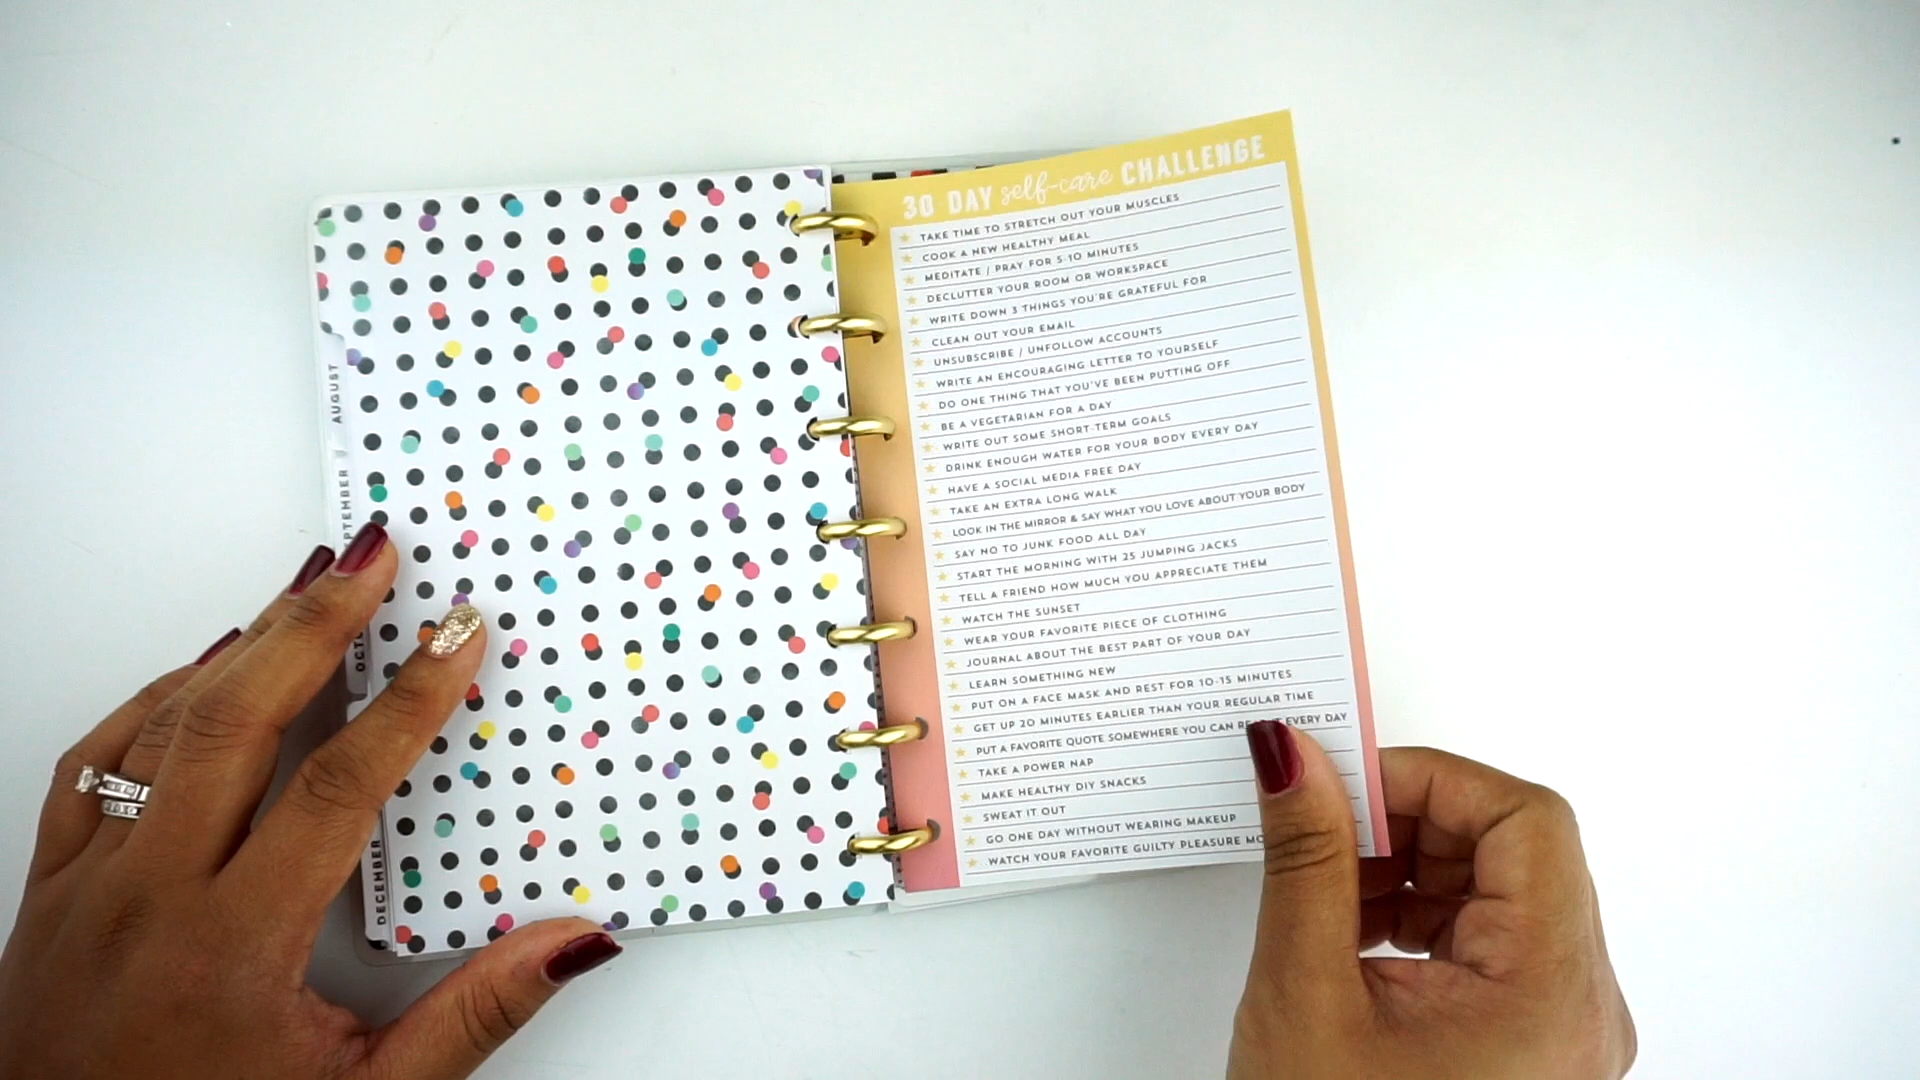 AUGUST
SEPTEMBER
OCT
DECEMBER
30 DAY self-care CHALLENGE
TAKE TIME TO STRETCH OUT YOUR MUSCLES
COOK A NEW HEALTHY MEAL
MEDITATE / PRAY FOR 5-10 MINUTES
DECLUTTER YOUR ROOM OR WORKSPACE
WRITE DOWN 3 THINGS YOU'RE GRATEFUL FOR
CLEAN OUT YOUR EMAIL
UNSUBSCRIBE / UNFOLLOW ACCOUNTS
WRITE AN ENCOURAGING LETTER TO YOURSELF
DO ONE THING THAT YOU'VE BEEN PUTTING OFF
BE A VEGETARIAN FOR A DAY
WRITE OUT SOME SHORT-TERM GOALS
DRINK ENOUGH WATER FOR YOUR BODY EVERY DAY
HAVE A SOCIAL MEDIA FREE DAY
TAKE AN EXTRA LONG WALK
LOOK IN THE MIRROR & SAY WHAT YOU LOVE ABOUT YOUR BODY
SAY NO TO JUNK FOOD ALL DAY
START THE MORNING WITH 25 JUMPING JACKS
TELL A FRIEND HOW MUCH YOU APPRECIATE THEM
WATCH THE SUNSET
WEAR YOUR FAVORITE PIECE OF CLOTHING
JOURNAL ABOUT THE BEST PART OF YOUR DAY
LEARN SOMETHING NEW
PUT ON A FACE MASK AND REST FOR 10-15 MINUTES
GET UP 20 MINUTES EARLIER THAN YOUR REGULAR TIME
PUT A FAVORITE QUOTE SOMEWHERE YOU CAN EVERY DAY
TAKE A POWER NAP
MAKE HEALTHY DIY SNACKS
SWEAT IT OUT
GO ONE DAY WITHOUT WEARING MAKEUP
WATCH YOUR FAVORITE GUILTY PLEASURE